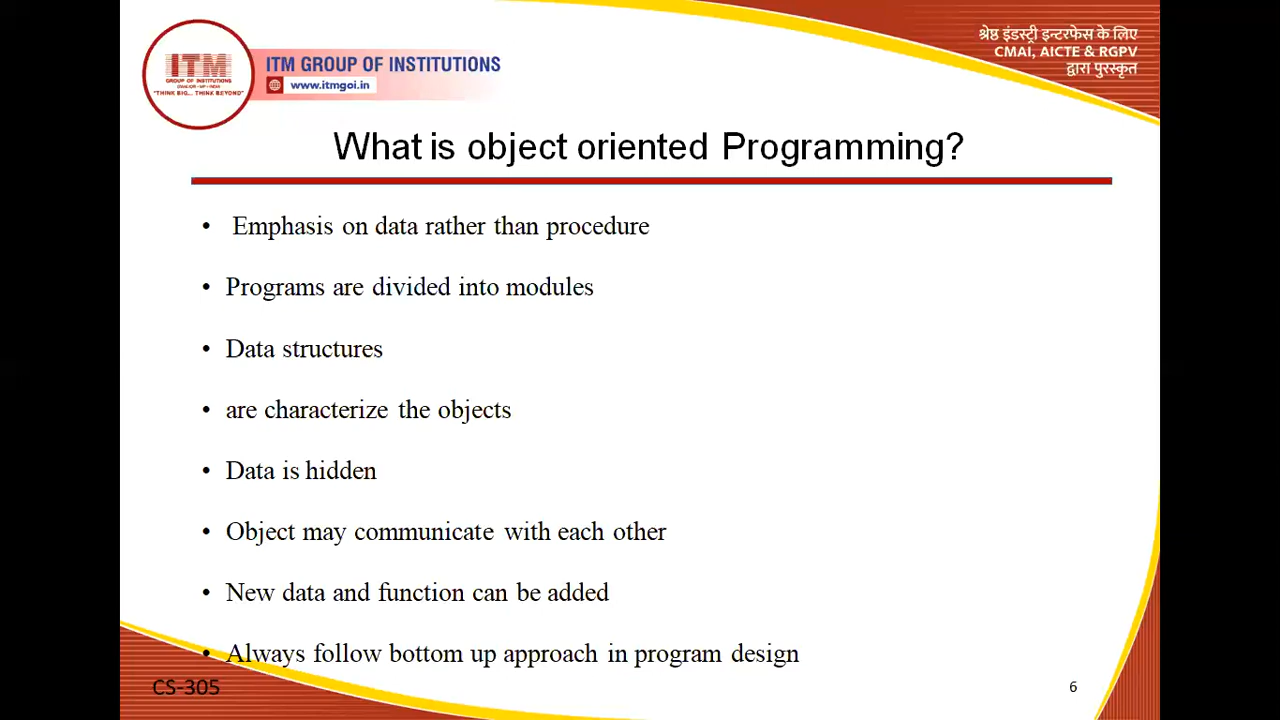 ITM
GROUP OF INSTITUTIONS
GWALIOR • MP • INDIA
"THINK BIG... THINK BEYOND"
ITM GROUP OF INSTITUTIONS
www.itmgoi.in
श्रेष्ठ इंडस्ट्री इन्टरफेस के लिए
CMAI, AICTE & RGPV
द्वारा पुरस्कृत
What is object oriented Programming?
• Emphasis on data rather than procedure
• Programs are divided into modules
• Data structures
• are characterize the objects
• Data is hidden
• Object may communicate with each other
• New data and function can be added
• Always follow bottom up approach in program design
CS-305
6